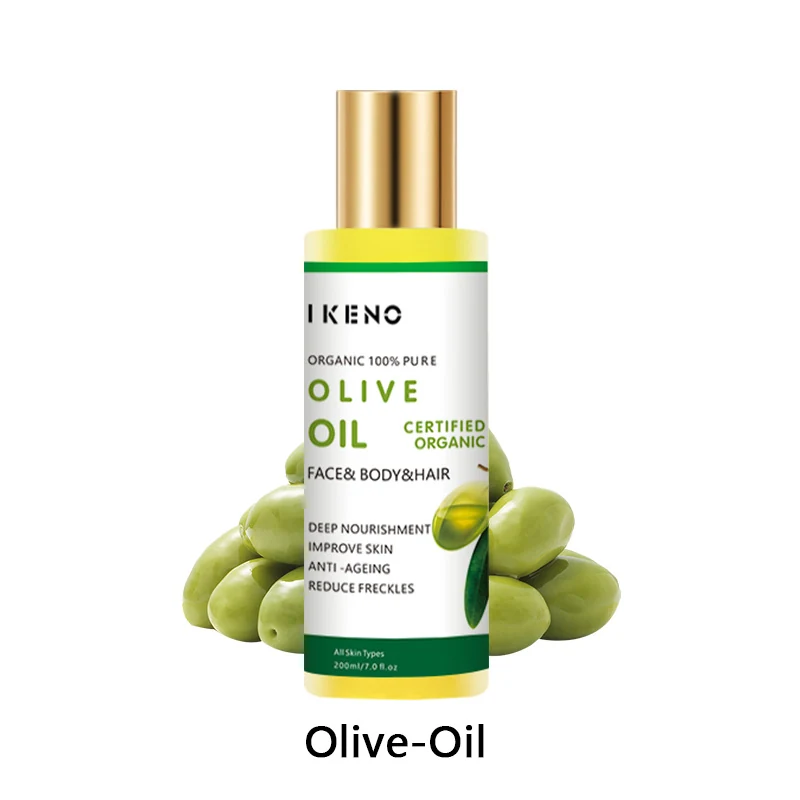 IKENO
ORGANIC 100% PURE
OLIVE
OIL
CERTIFIED
ORGANIC
FACE& BODY&HAIR
DEEP NOURISHMENT
IMPROVE SKIN
ANTI -AGEING
REDUCE FRECKLES
All Skin Types
200ml/7.0 fl.oz
Olive-Oil